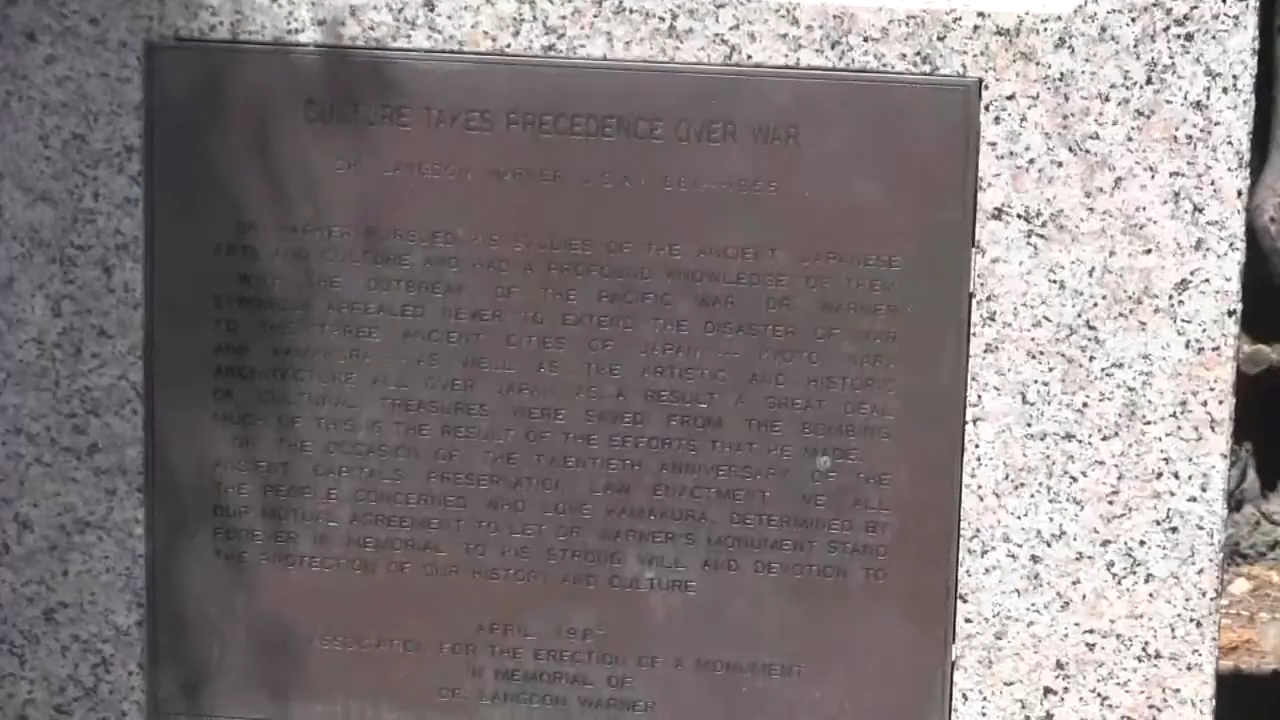 CULTURE TAKES PRECEDENCE OVER WAR
DR. LANGDON WARNER U.S.A.
DR. WARNER PURSUED HIS STUDIES OF THE ANCIENT JAPANESE
ARTS AND CULTURE AND HAD A PROFOUND KNOWLEDGE OF THEM.
WITH THE OUTBREAK OF THE PACIFIC WAR, DR. WARNER
STRONGLY APPEALED NEVER TO EXTEND THE DISASTER OF WAR
TO THE THREE ANCIENT CITIES OF JAPAN --- KYOTO, NARA
AND KAMAKURA --- AS WELL AS THE ARTISTIC AND HISTORIC
ARCHITECTURE ALL OVER JAPAN. AS A RESULT A GREAT DEAL
OF CULTURAL TREASURES WERE SAVED FROM THE BOMBING.
MUCH OF THIS IS THE RESULT OF THE EFFORTS THAT HE MADE.
ON THE OCCASION OF THE TWENTIETH ANNIVERSARY OF THE
ANCIENT CAPITALS PRESERVATION LAW ENACTMENT, WE ALL
THE PEOPLE CONCERNED WHO LOVE KAMAKURA, DETERMINED BY
OUR MUTUAL AGREEMENT TO LET DR. WARNER'S MONUMENT STAND
FOREVER IN MEMORIAL TO HIS STRONG WILL AND DEVOTION TO
THE PROTECTION OF OUR HISTORY AND CULTURE.
APRIL 1987
ASSOCIATION FOR THE ERECTION OF A MONUMENT
IN MEMORIAL OF
DR. LANGDON WARNER